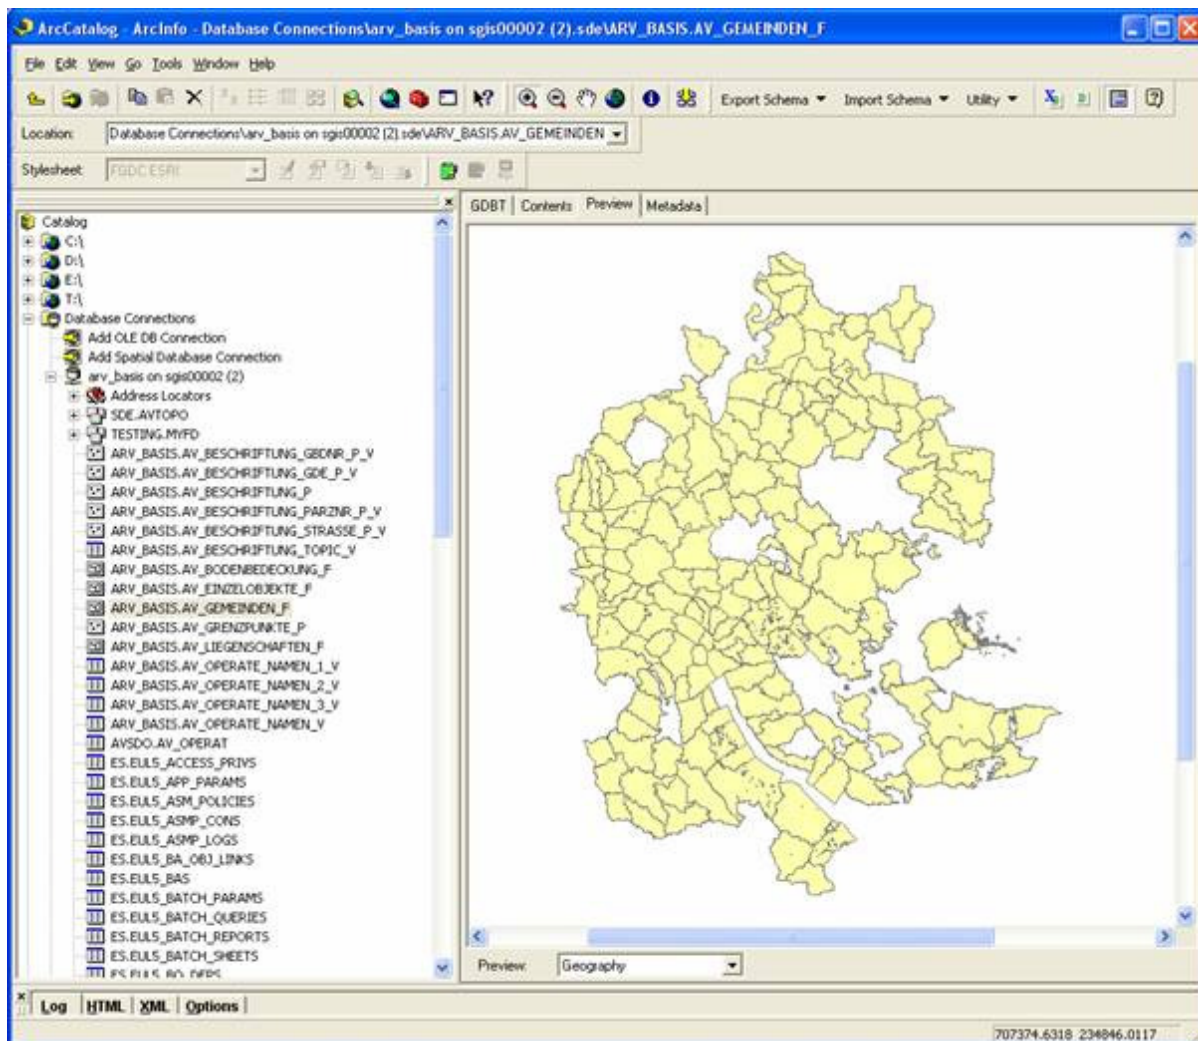 ArcCatalog - ArcInfo - Database Connections\arv_basis on sgis00002 (2).sde\ARV_BASIS.AV_GEMEINDEN_F
File Edit View Go Tools Window Help
Export Schema Import Schema Utility
Location: Database Connections\arv_basis on sgis00002 (2).sde\ARV_BASIS.AV_GEMEINDEN
Stylesheet: FGDC ESRI
GDBT Contents Preview Metadata
Catalog
C:\
D:\
E:\
T:\
Database Connections
Add OLE DB Connection
Add Spatial Database Connection
arv_basis on sgis00002 (2)
Address Locators
SDE.AVTOPO
TESTING.MYFD
ARV_BASIS.AV_BESCHRIFTUNG_GBDNR_P_V
ARV_BASIS.AV_BESCHRIFTUNG_GDE_P_V
ARV_BASIS.AV_BESCHRIFTUNG_P
ARV_BASIS.AV_BESCHRIFTUNG_PARZNR_P_V
ARV_BASIS.AV_BESCHRIFTUNG_STRASSE_P_V
ARV_BASIS.AV_BESCHRIFTUNG_TOPIC_V
ARV_BASIS.AV_BODENBEDECKUNG_F
ARV_BASIS.AV_EINZELOBJEKTE_F
ARV_BASIS.AV_GEMEINDEN_F
ARV_BASIS.AV_GRENZPUNKTE_P
ARV_BASIS.AV_LIEGENSCHAFTEN_F
ARV_BASIS.AV_OPERATE_NAMEN_1_V
ARV_BASIS.AV_OPERATE_NAMEN_2_V
ARV_BASIS.AV_OPERATE_NAMEN_3_V
ARV_BASIS.AV_OPERATE_NAMEN_V
AVSDO.AV_OPERAT
ES.EUL5_ACCESS_PRIVS
ES.EUL5_APP_PARAMS
ES.EUL5_ASM_POLICIES
ES.EUL5_ASMP_CONS
ES.EUL5_ASMP_LOGS
ES.EUL5_BA_OBJ_LINKS
ES.EUL5_BAS
ES.EUL5_BATCH_PARAMS
ES.EUL5_BATCH_QUERIES
ES.EUL5_BATCH_REPORTS
ES.EUL5_BATCH_SHEETS
ES.EUL5_BQ_DEPS
Preview: Geography
Log HTML XML Options
707374.6318 234846.0117